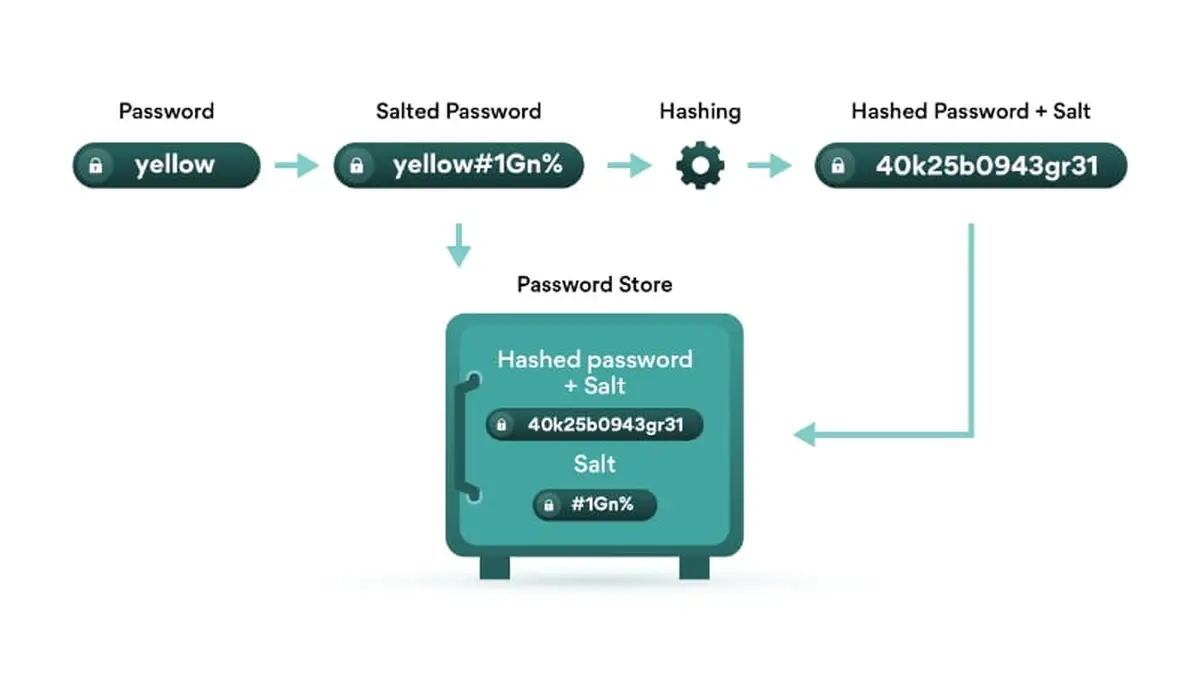 Password
Salted Password
Hashing
Hashed Password + Salt
yellow
yellow#1Gn%
40k25b0943gr31
Password Store
Hashed password
+ Salt
40k25b0943gr31
Salt
#1Gn%